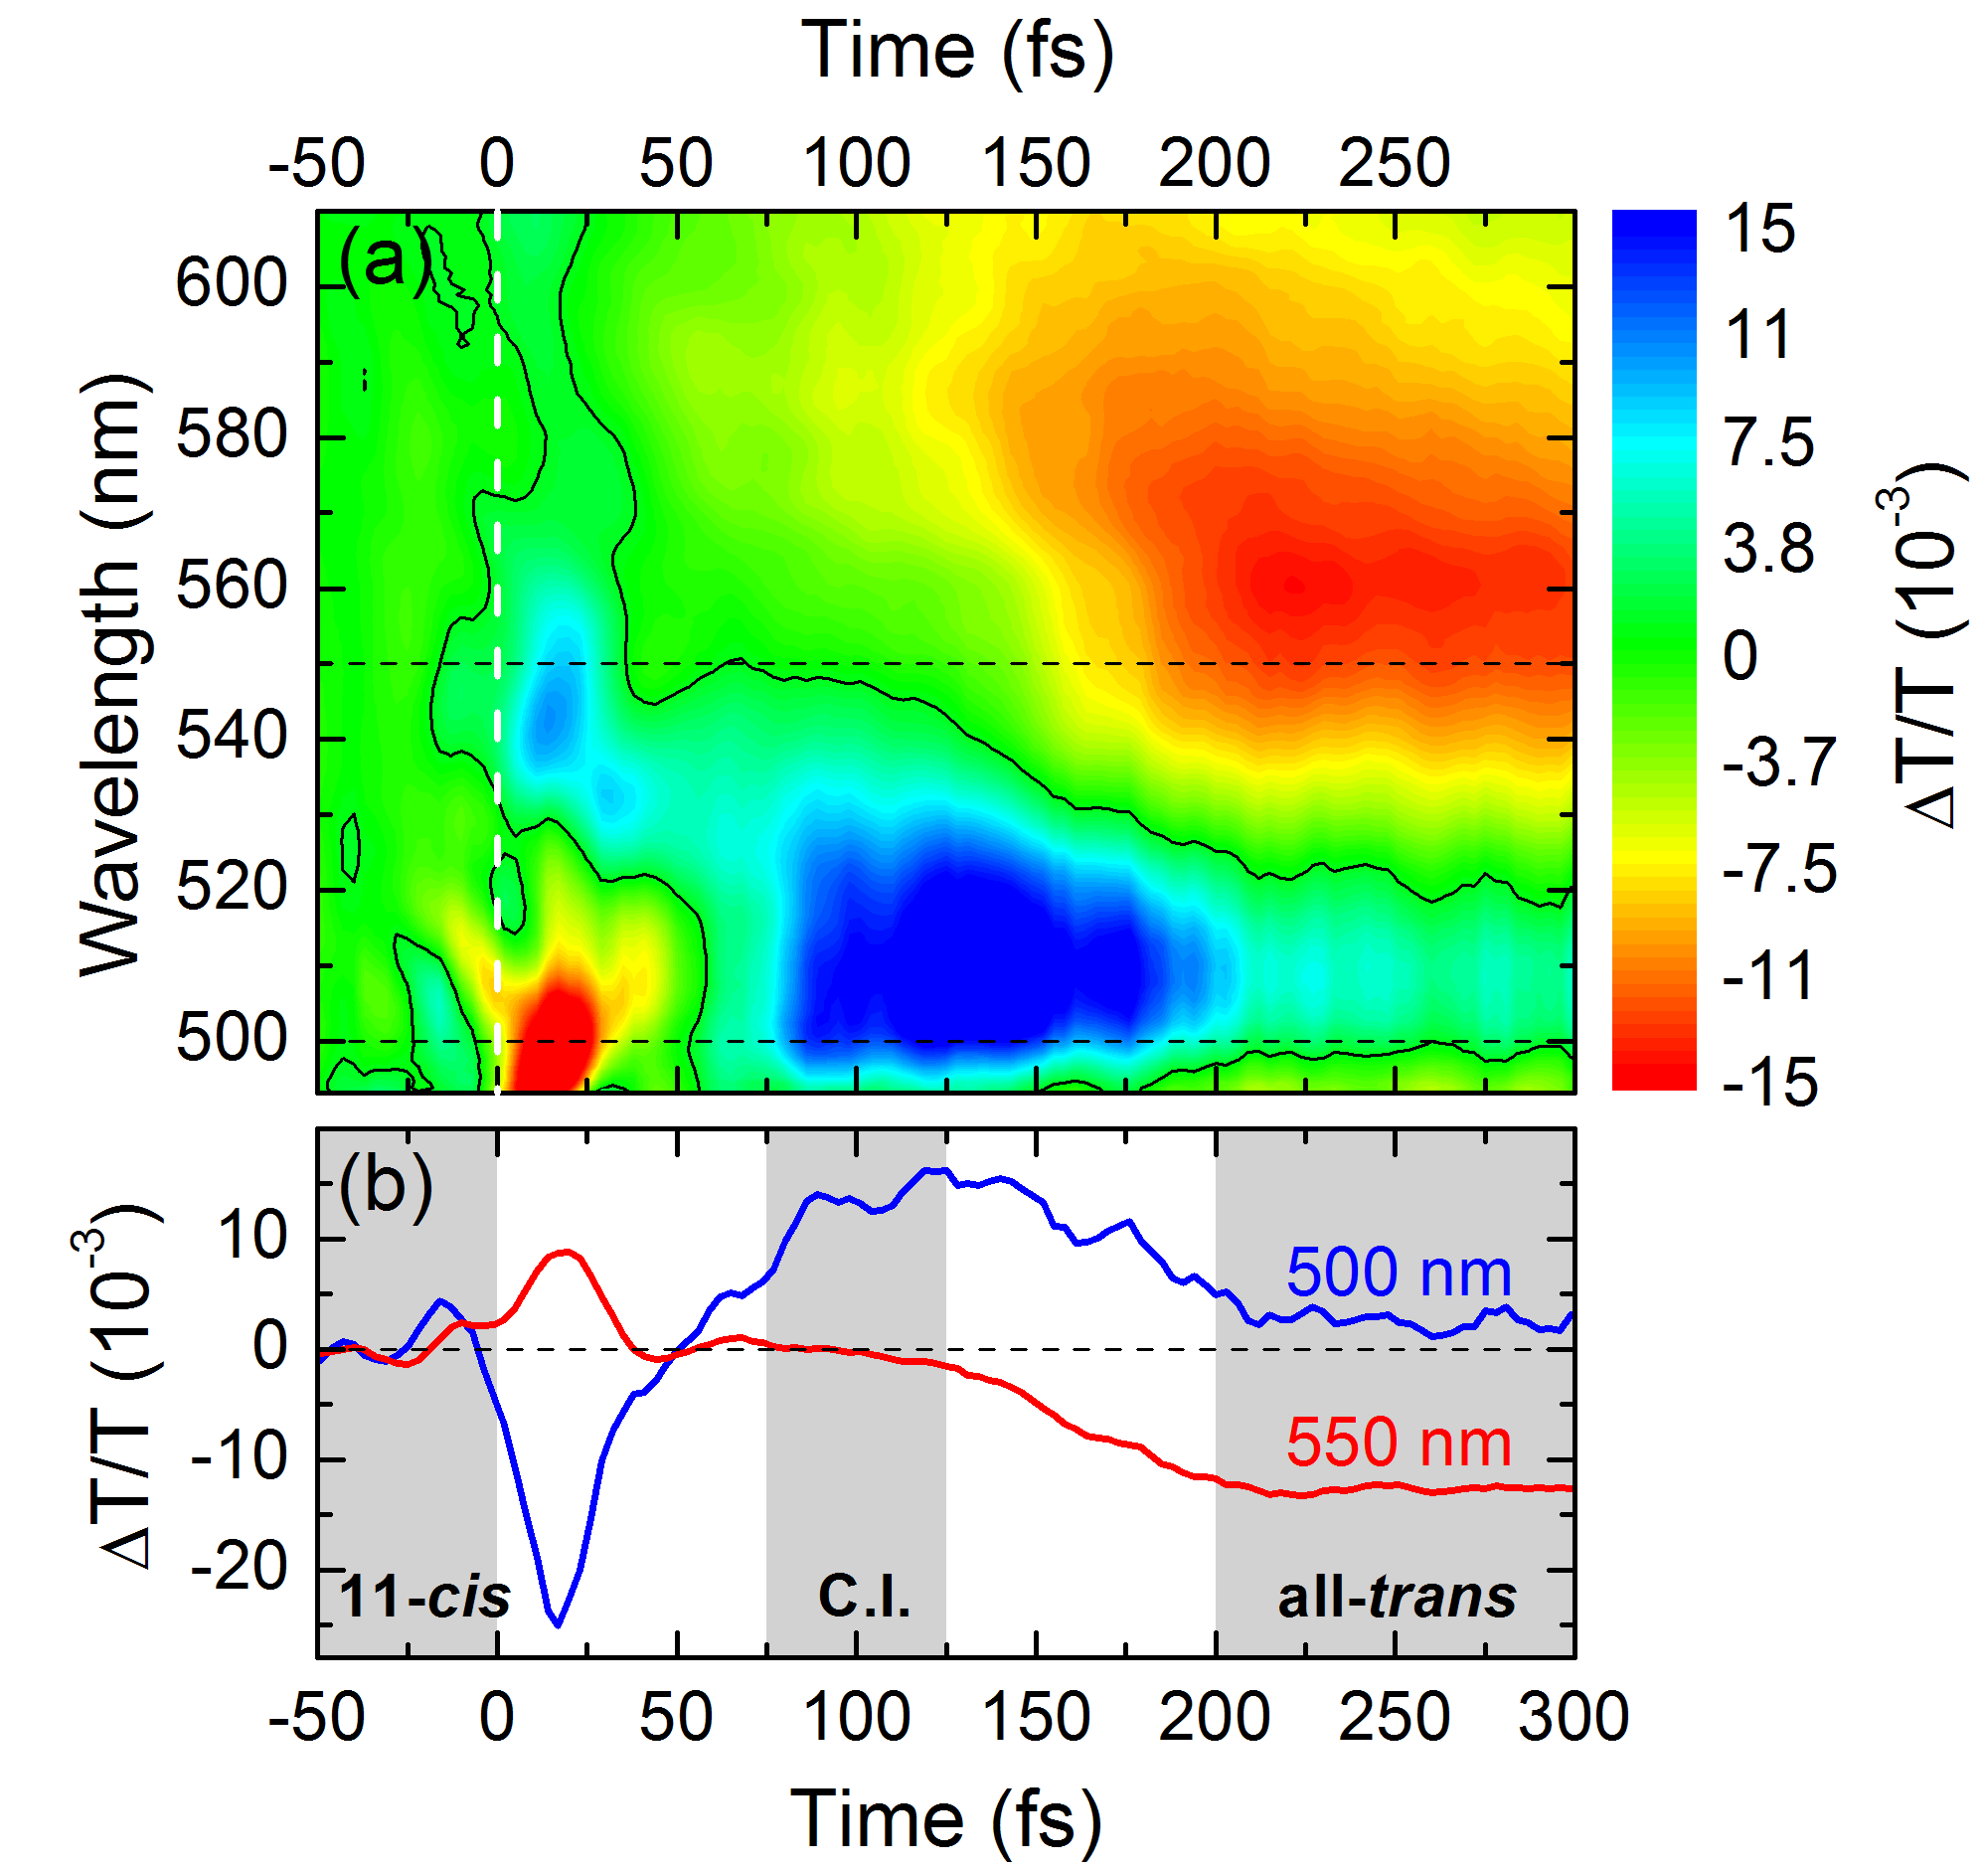 Time (fs)
-50 0 50 100 150 200 250
(a)
600
580
560
540
520
500
Wavelength (nm)
15
11
7.5
3.8
0
-3.7
-7.5
-11
-15
ΔT/T (10⁻³)
(b)
10
0
-10
-20
ΔT/T (10⁻³)
500 nm
550 nm
11-cis C.I. all-trans
-50 0 50 100 150 200 250 300
Time (fs)